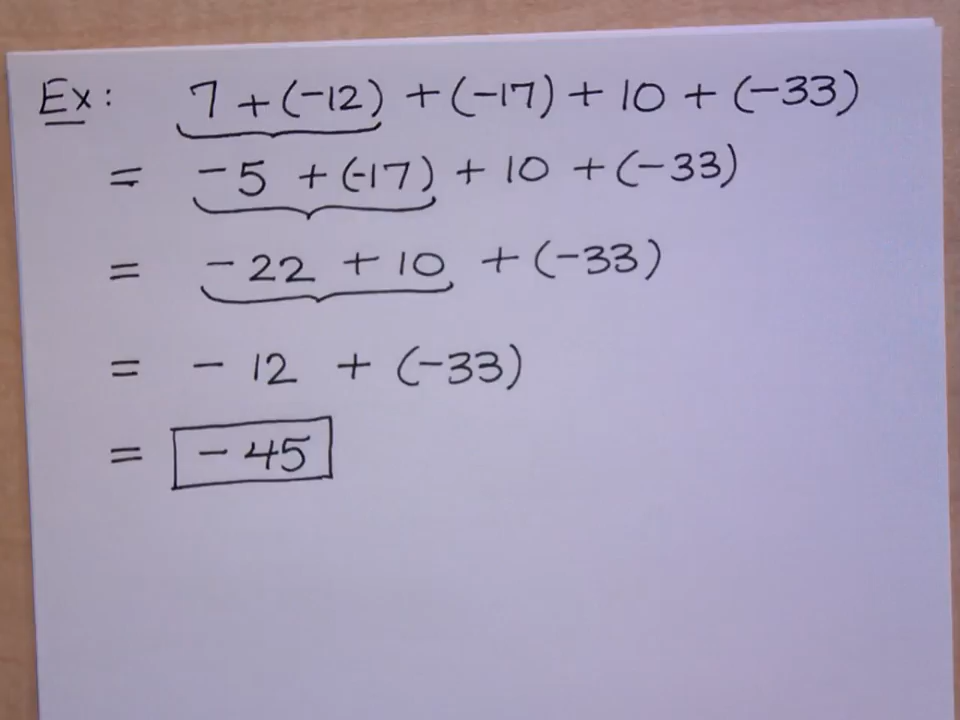 Ex: 7 + (-12) + (-17) + 10 + (-33)
= -5 + (-17) + 10 + (-33)
= -22 + 10 + (-33)
= -12 + (-33)
= -45